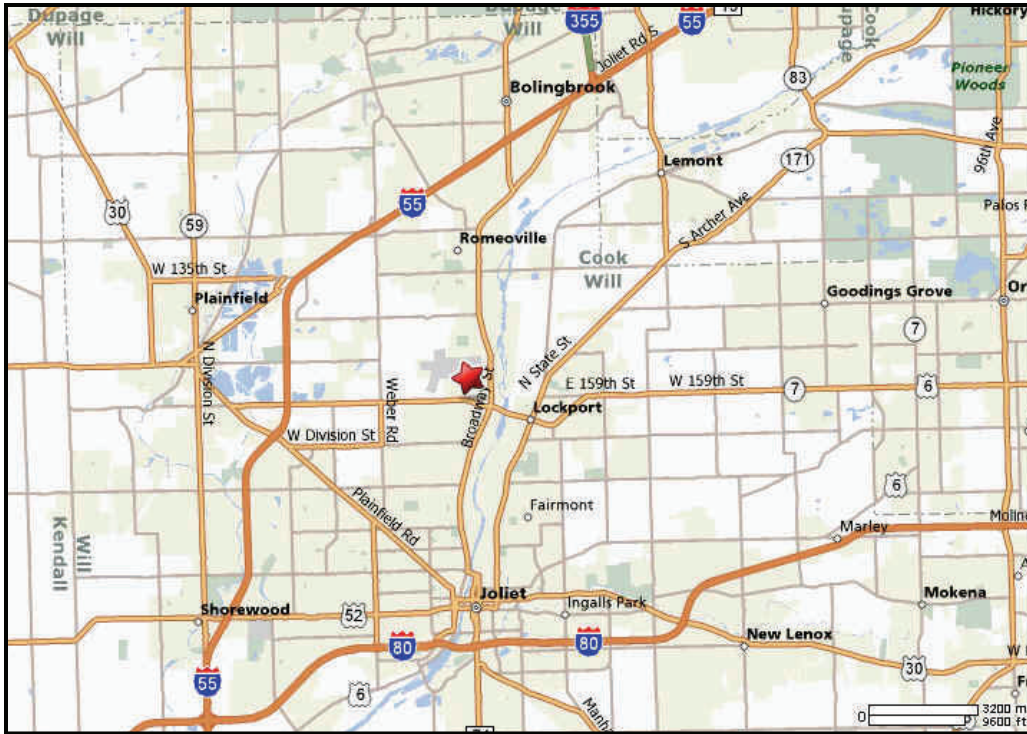 Dupage
Will
Dupage
Will
355
55
Joliet Rd S
Dupage
Cook
Hickory
83
Pioneer
Woods
Bolingbrook
96th Ave
Lemont
171
30
59
55
S Archer Ave
Palos
Romeoville
Cook
Will
W 135th St
Plainfield
Goodings Grove
7
N Division St
N State St
E 159th St
W 159th St
7
6
Weber Rd
Broadway St
Lockport
W Division St
6
Plainfield Rd
Fairmont
Kendall
Will
Marley
Joliet
Mokena
Shorewood
52
Ingalls Park
80
80
New Lenox
30
55
6
0
3200 m
9600 ft